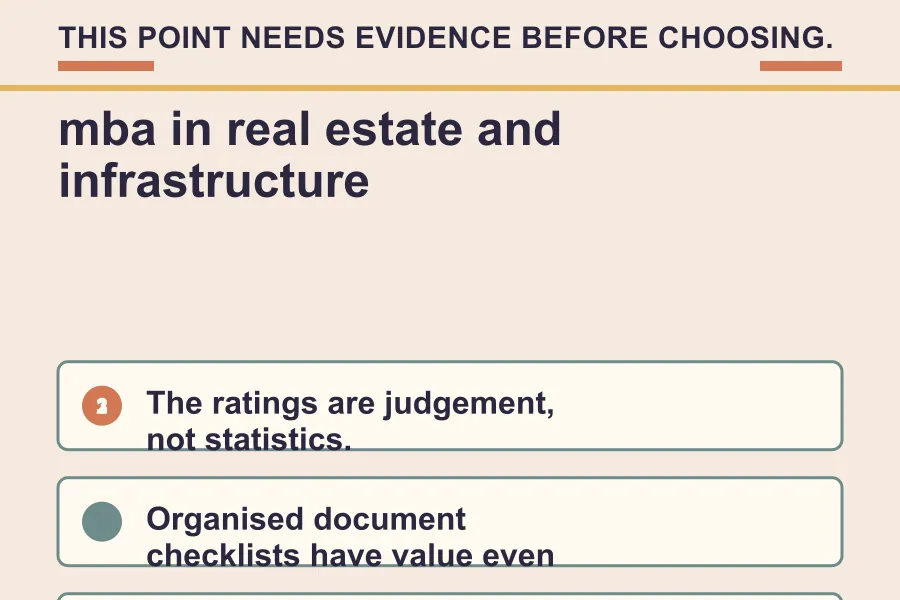 THIS POINT NEEDS EVIDENCE BEFORE CHOOSING.
mba in real estate and
infrastructure
The ratings are judgement,
not statistics.
Organised document
checklists have value even